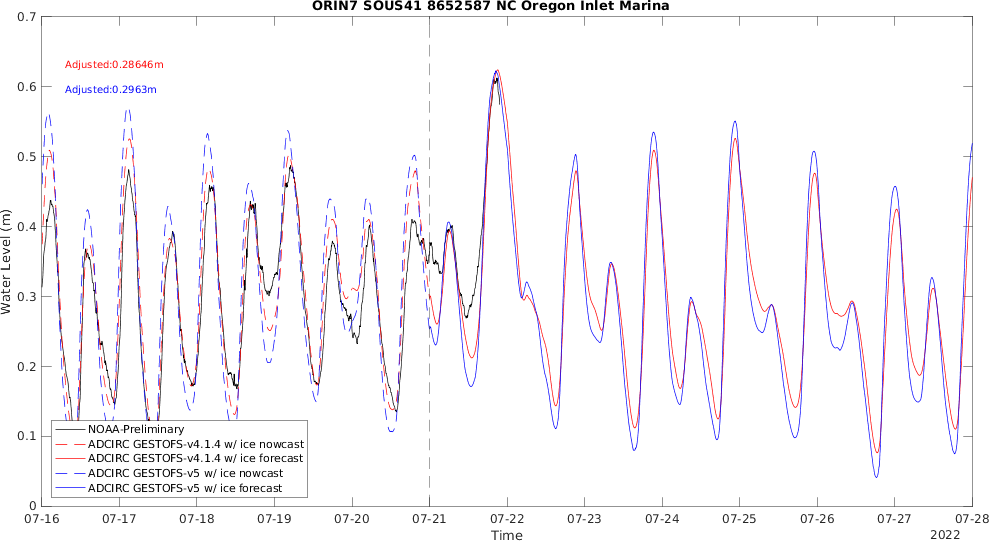 ORIN7 SOUS41 8652587 NC Oregon Inlet Marina
Adjusted:0.28646m
Adjusted:0.2963m
Water Level (m)
0.7
0.6
0.5
0.4
0.3
0.2
0.1
0
NOAA-Preliminary
ADCIRC GESTOFS-v4.1.4 w/ ice nowcast
ADCIRC GESTOFS-v4.1.4 w/ ice forecast
ADCIRC GESTOFS-v5 w/ ice nowcast
ADCIRC GESTOFS-v5 w/ ice forecast
07-16 07-17 07-18 07-19 07-20 07-21 07-22 07-23 07-24 07-25 07-26 07-27 07-28
Time
2022